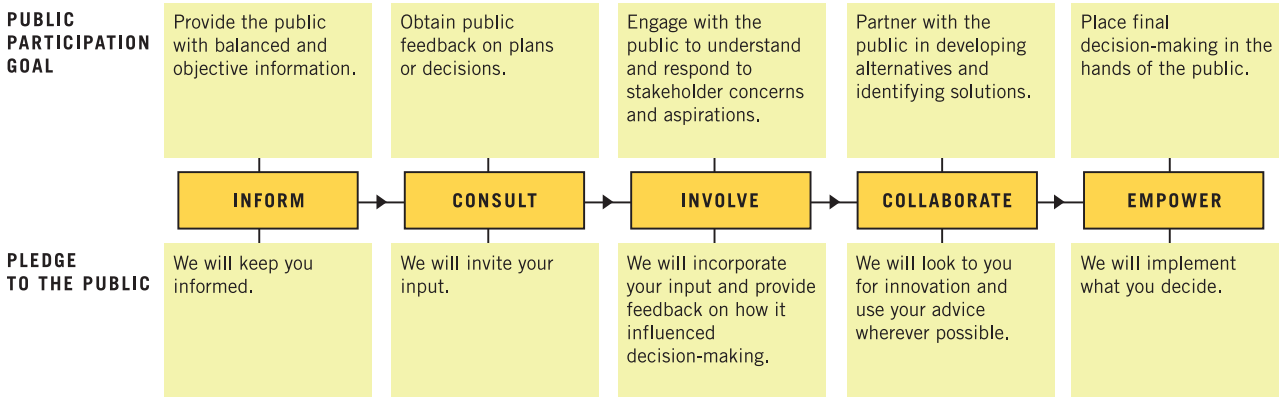 PUBLIC
PARTICIPATION
GOAL
Provide the public
with balanced and
objective information.
Obtain public
feedback on plans
or decisions.
Engage with the
public to understand
and respond to
stakeholder concerns
and aspirations.
Partner with the
public in developing
alternatives and
identifying solutions.
Place final
decision-making in the
hands of the public.
INFORM
CONSULT
INVOLVE
COLLABORATE
EMPOWER
PLEDGE
TO THE PUBLIC
We will keep you
informed.
We will invite your
input.
We will incorporate
your input and provide
feedback on how it
influenced
decision-making.
We will look to you
for innovation and
use your advice
wherever possible.
We will implement
what you decide.